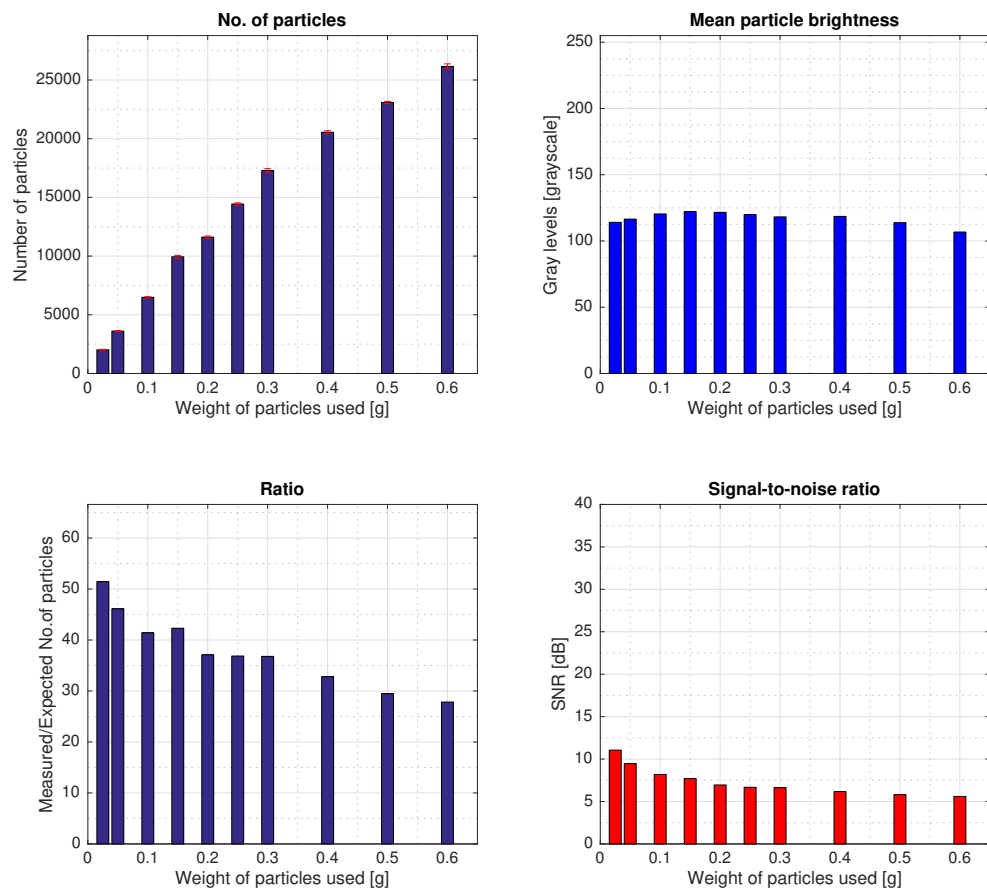 No. of particles
Number of particles
25000
20000
15000
10000
5000
0
0 0.1 0.2 0.3 0.4 0.5 0.6
Weight of particles used [g]
Mean particle brightness
Gray levels [grayscale]
250
200
150
100
50
0
0 0.1 0.2 0.3 0.4 0.5 0.6
Weight of particles used [g]
Ratio
Measured/Expected No.of particles
60
50
40
30
20
10
0
0 0.1 0.2 0.3 0.4 0.5 0.6
Weight of particles used [g]
Signal-to-noise ratio
SNR [dB]
40
35
30
25
20
15
10
5
0
0 0.1 0.2 0.3 0.4 0.5 0.6
Weight of particles used [g]